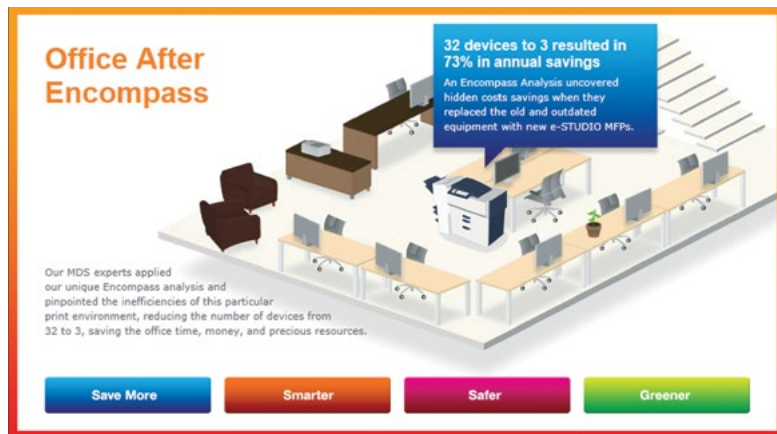 Office After
Encompass
32 devices to 3 resulted in
73% in annual savings
An Encompass Analysis uncovered
hidden costs savings when they
replaced the old and outdated
equipment with new e-STUDIO MFPs.
Our MDS experts applied
our unique Encompass analysis and
pinpointed the inefficiencies of this particular
print environment, reducing the number of devices from
32 to 3, saving the office time, money, and precious resources.
Save More
Smarter
Safer
Greener